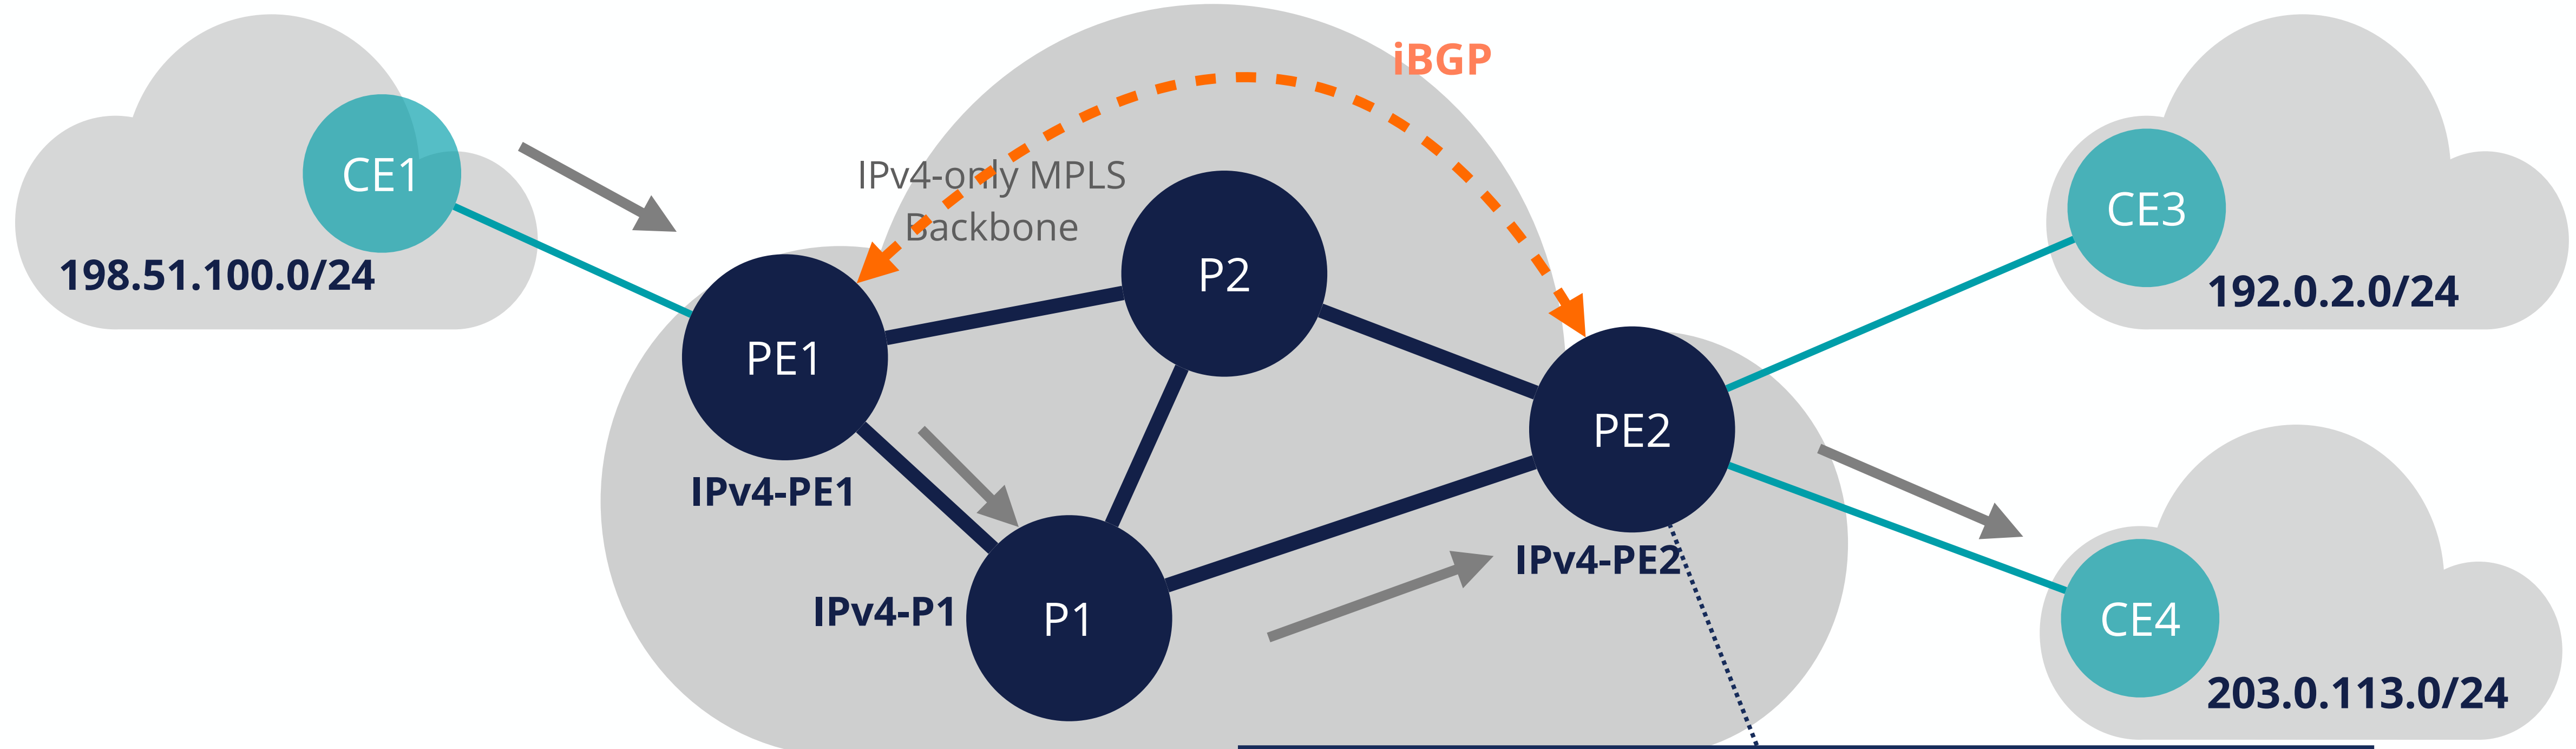 iBGP
CE1
IPv4-only MPLS
Backbone
CE3
198.51.100.0/24
P2
192.0.2.0/24
PE1
PE2
IPv4-PE1
IPv4-PE2
IPv4-P1
P1
CE4
203.0.113.0/24